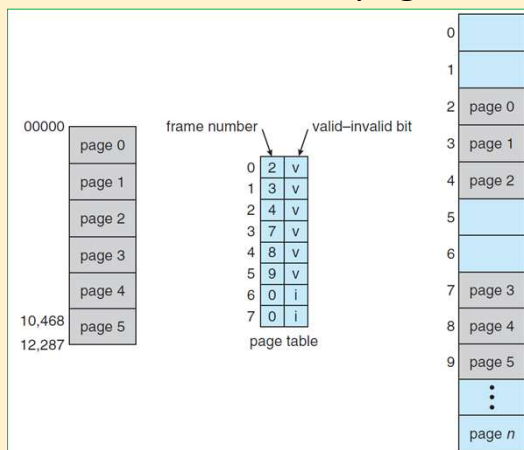 00000
page 0
page 1
page 2
page 3
page 4
10,468
page 5
12,287
frame number
valid–invalid bit
0 2 v
1 3 v
2 4 v
3 7 v
4 8 v
5 9 v
6 0 i
7 0 i
page table
0
1
2 page 0
3 page 1
4 page 2
5
6
7 page 3
8 page 4
9 page 5
page n